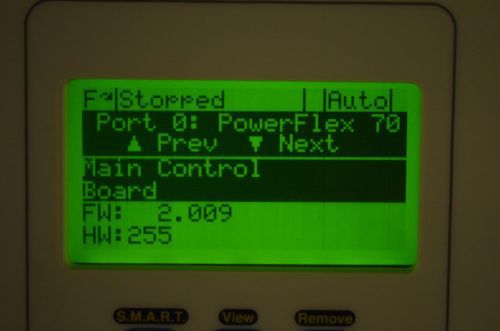 F Stopped Auto
Port 0: PowerFlex 70
▲ Prev ▼ Next
Main Control
Board
FW: 2.009
HW:255
S.M.A.R.T. View Remove